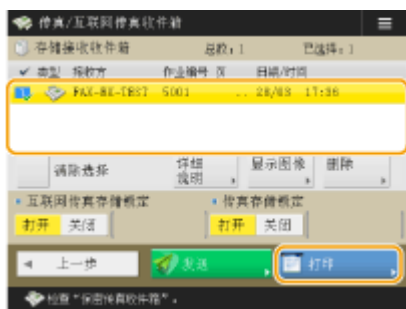 传真/互联网传真收件箱
存储接收收件箱 总数: 1 已选择: 1
✓ 类型 接收方 作业编号 页 日期/时间
1 FAX-RX-TEST 5001 .. 28/03 17:36
清除选择 详细说明 显示图像 删除
• 互联网传真存储锁定 • 传真存储锁定
打开 关闭 打开 关闭
◄ 上一步 发送 打印
检查“保密传真收件箱”。